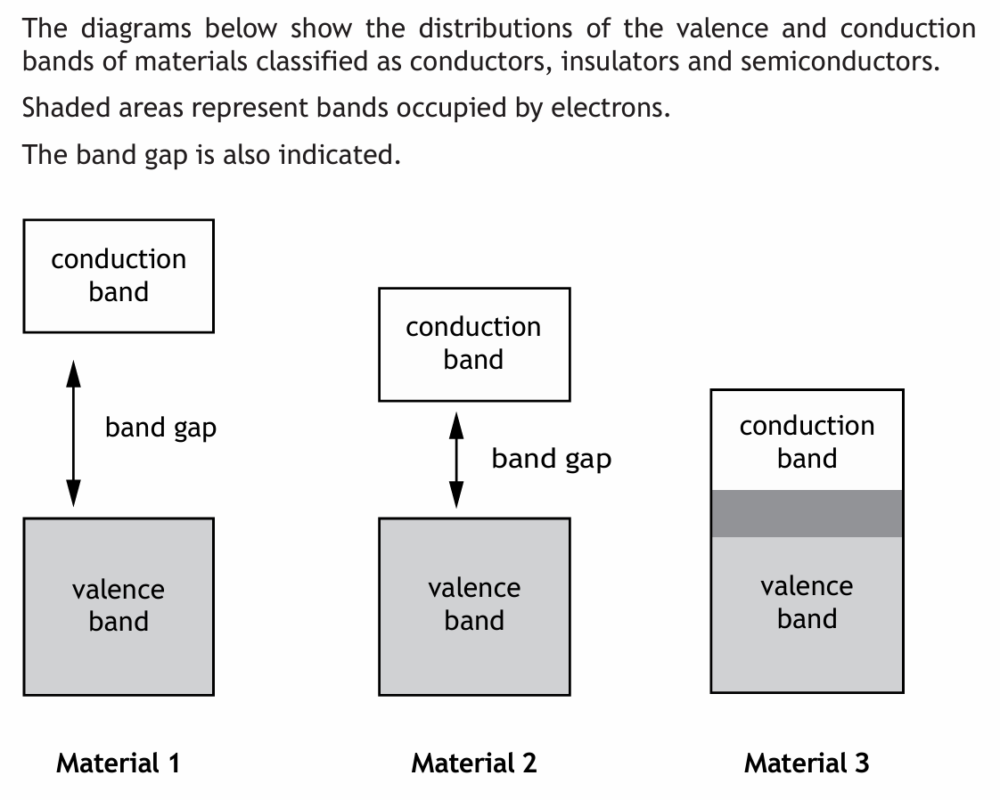 The diagrams below show the distributions of the valence and conduction
bands of materials classified as conductors, insulators and semiconductors.
Shaded areas represent bands occupied by electrons.
The band gap is also indicated.
conduction
band
band gap
valence
band
Material 1
conduction
band
band gap
valence
band
Material 2
conduction
band
valence
band
Material 3